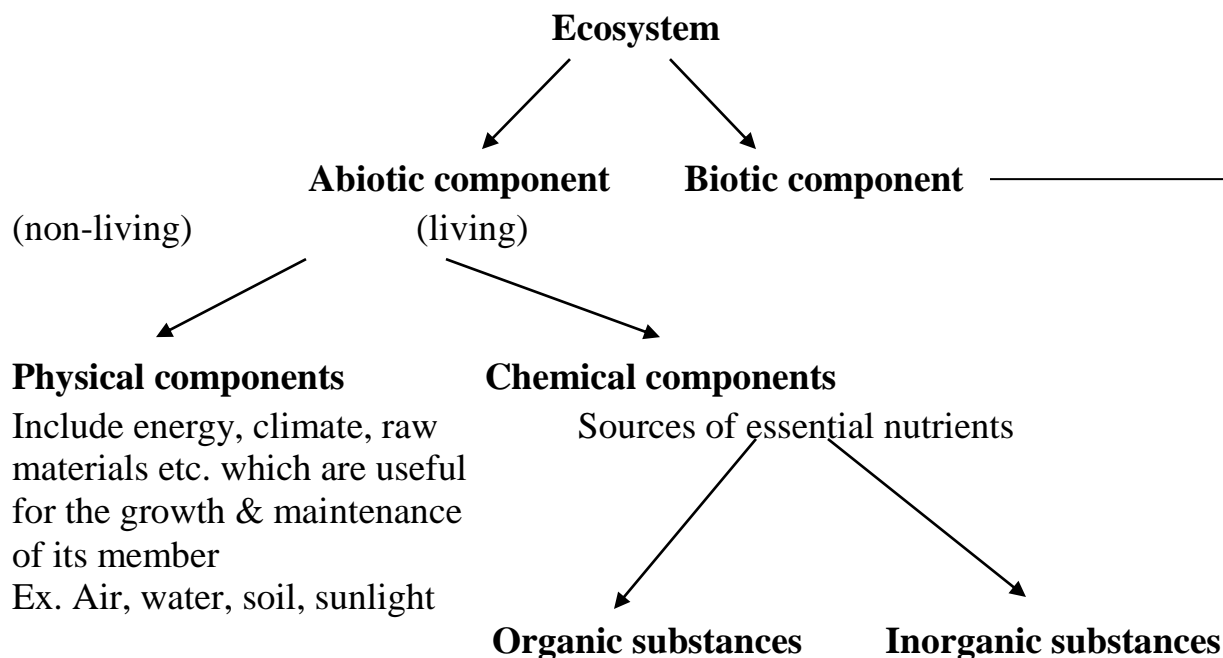 Ecosystem
Abiotic component Biotic component
(non-living) (living)
Physical components Chemical components
Include energy, climate, raw Sources of essential nutrients
materials etc. which are useful
for the growth & maintenance
of its member
Ex. Air, water, soil, sunlight
Organic substances Inorganic substances